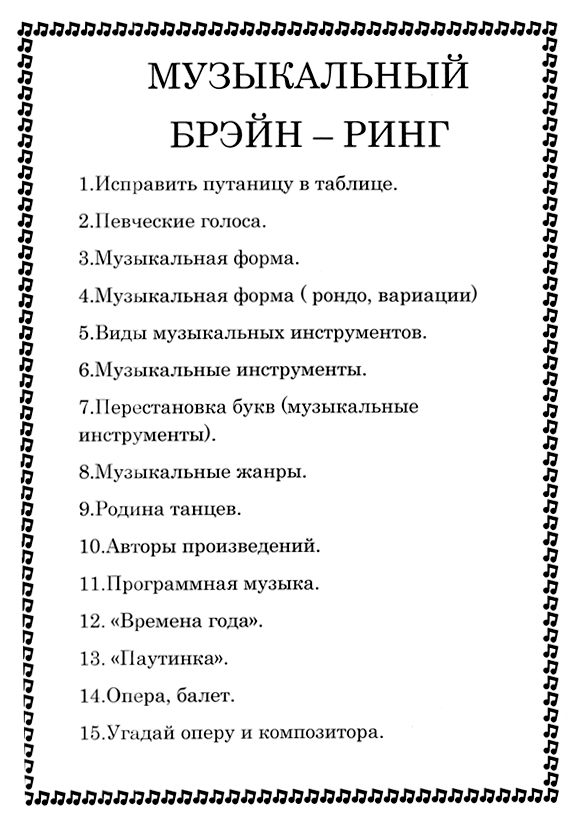 МУЗЫКАЛЬНЫЙ
БРЭЙН – РИНГ
1.Исправить путаницу в таблице.
2.Певческие голоса.
3.Музыкальная форма.
4.Музыкальная форма ( рондо, вариации)
5.Виды музыкальных инструментов.
6.Музыкальные инструменты.
7.Перестановка букв (музыкальные
инструменты).
8.Музыкальные жанры.
9.Родина танцев.
10.Авторы произведений.
11.Программная музыка.
12. «Времена года».
13. «Паутинка».
14.Опера, балет.
15.Угадай оперу и композитора.